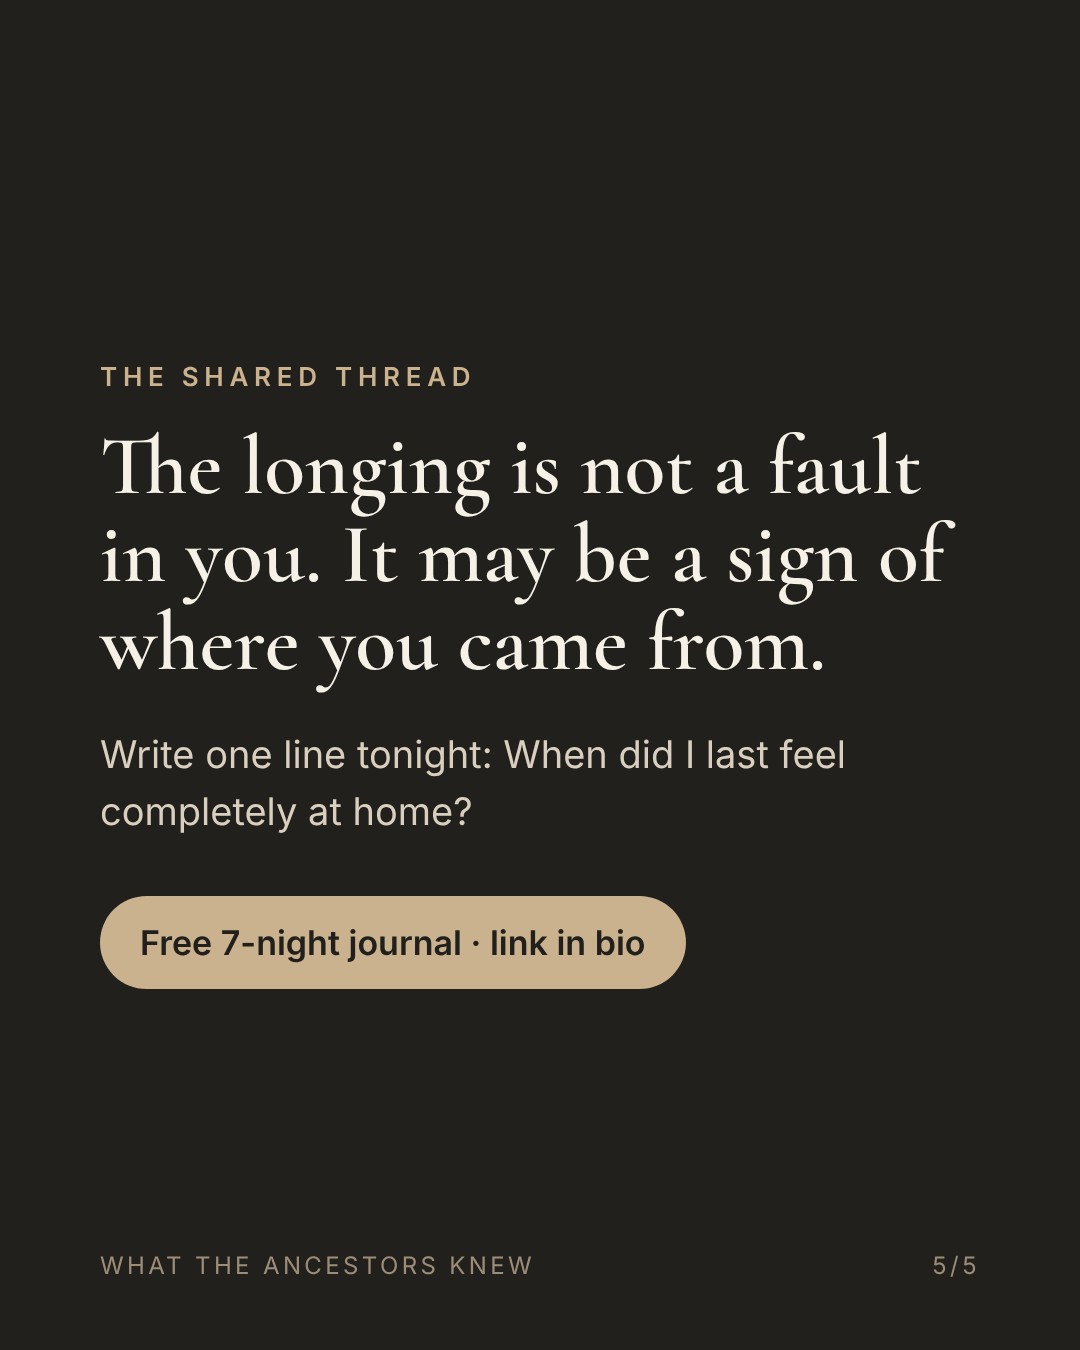 THE SHARED THREAD
The longing is not a fault
in you. It may be a sign of
where you came from.
Write one line tonight: When did I last feel
completely at home?
Free 7-night journal · link in bio
WHAT THE ANCESTORS KNEW
5/5